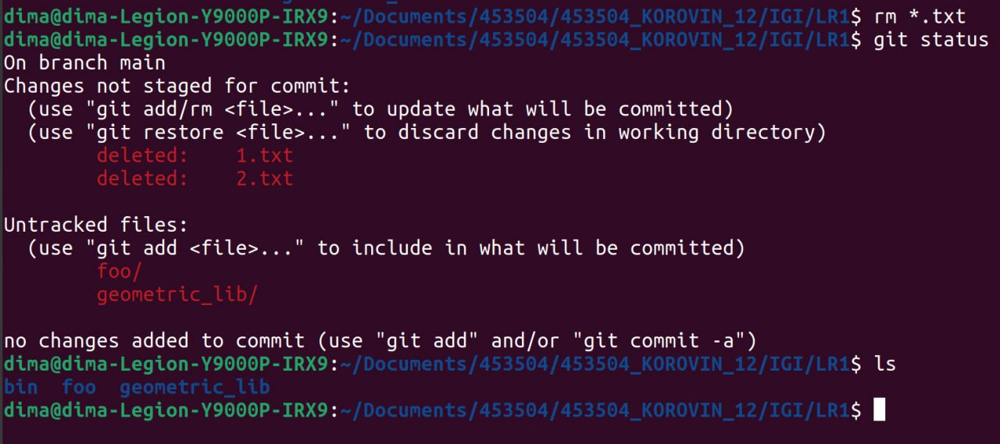 dima@dima-Legion-Y9000P-IRX9:~/Documents/453504/453504_KOROVIN_12/IGI/LR1$ rm *.txt
dima@dima-Legion-Y9000P-IRX9:~/Documents/453504/453504_KOROVIN_12/IGI/LR1$ git status
On branch main
Changes not staged for commit:
  (use "git add/rm <file>..." to update what will be committed)
  (use "git restore <file>..." to discard changes in working directory)
        deleted:    1.txt
        deleted:    2.txt

Untracked files:
  (use "git add <file>..." to include in what will be committed)
        foo/
        geometric_lib/

no changes added to commit (use "git add" and/or "git commit -a")
dima@dima-Legion-Y9000P-IRX9:~/Documents/453504/453504_KOROVIN_12/IGI/LR1$ ls
bin  foo  geometric_lib
dima@dima-Legion-Y9000P-IRX9:~/Documents/453504/453504_KOROVIN_12/IGI/LR1$